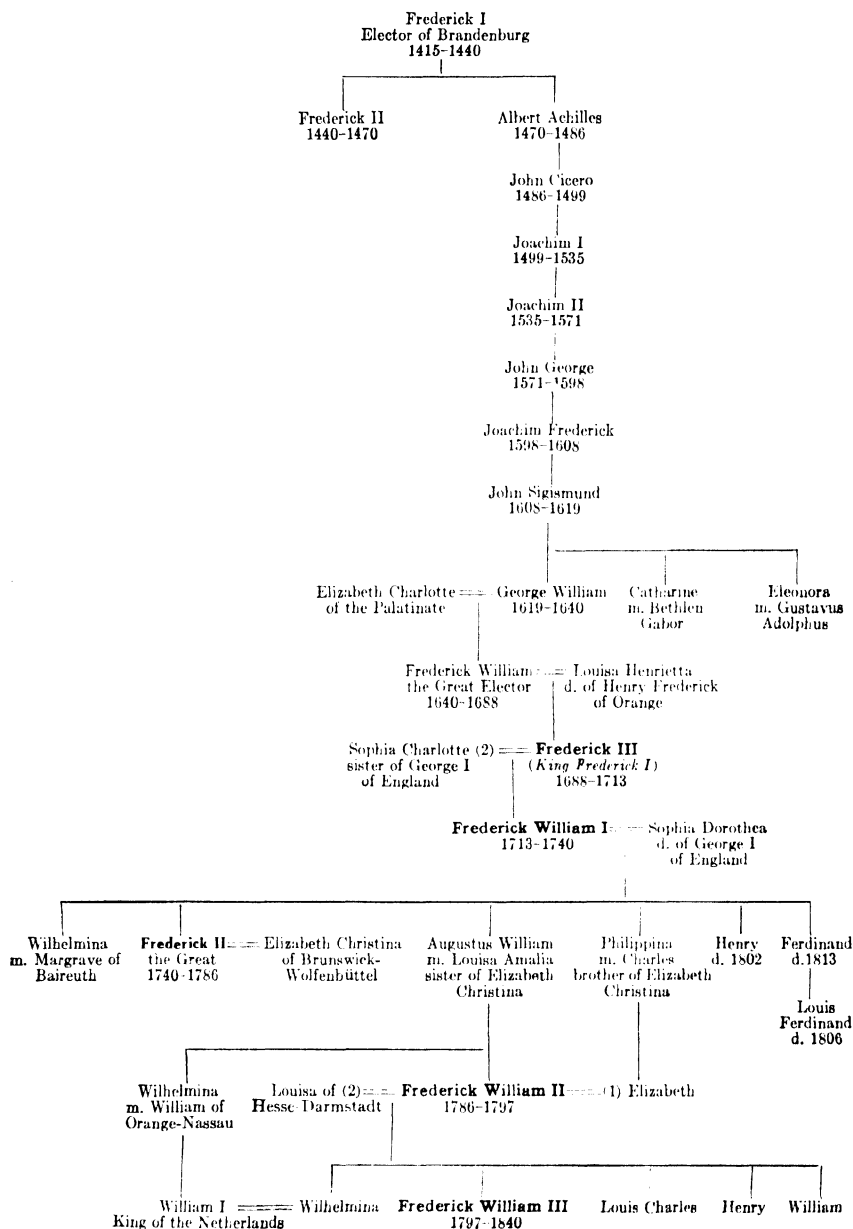 Frederick I
Elector of Brandenburg
1415-1440
Frederick II
1440-1470
Albert Achilles
1470-1486
John Cicero
1486-1499
Joachim I
1499-1535
Joachim II
1535-1571
John George
1571-1598
Joachim Frederick
1598-1608
John Sigismund
1608-1619
Elizabeth Charlotte
of the Palatinate
George William
1619-1640
Catharine
m. Bethlen
Gabor
Eleonora
m. Gustavus
Adolphus
Frederick William
the Great Elector
1640-1688
Louisa Henrietta
d. of Henry Frederick
of Orange
Sophia Charlotte (2)
sister of George I
of England
Frederick III
(King Frederick I)
1688-1713
Frederick William I
1713-1740
Sophia Dorothea
d. of George I
of England
Wilhelmina
m. Margrave of
Baireuth
Frederick II
the Great
1740-1786
Elizabeth Christina
of Brunswick-
Wolfenbüttel
Augustus William
m. Louisa Amalia
sister of Elizabeth
Christina
Philippina
m. Charles
brother of Elizabeth
Christina
Henry
d. 1802
Ferdinand
d.1813
Louis
Ferdinand
d. 1806
Wilhelmina
m. William of
Orange-Nassau
Louisa of (2)
Hesse-Darmstadt
Frederick William II
1786-1797
(1) Elizabeth
William I
King of the Netherlands
Wilhelmina
Frederick William III
1797-1840
Louis Charles
Henry
William